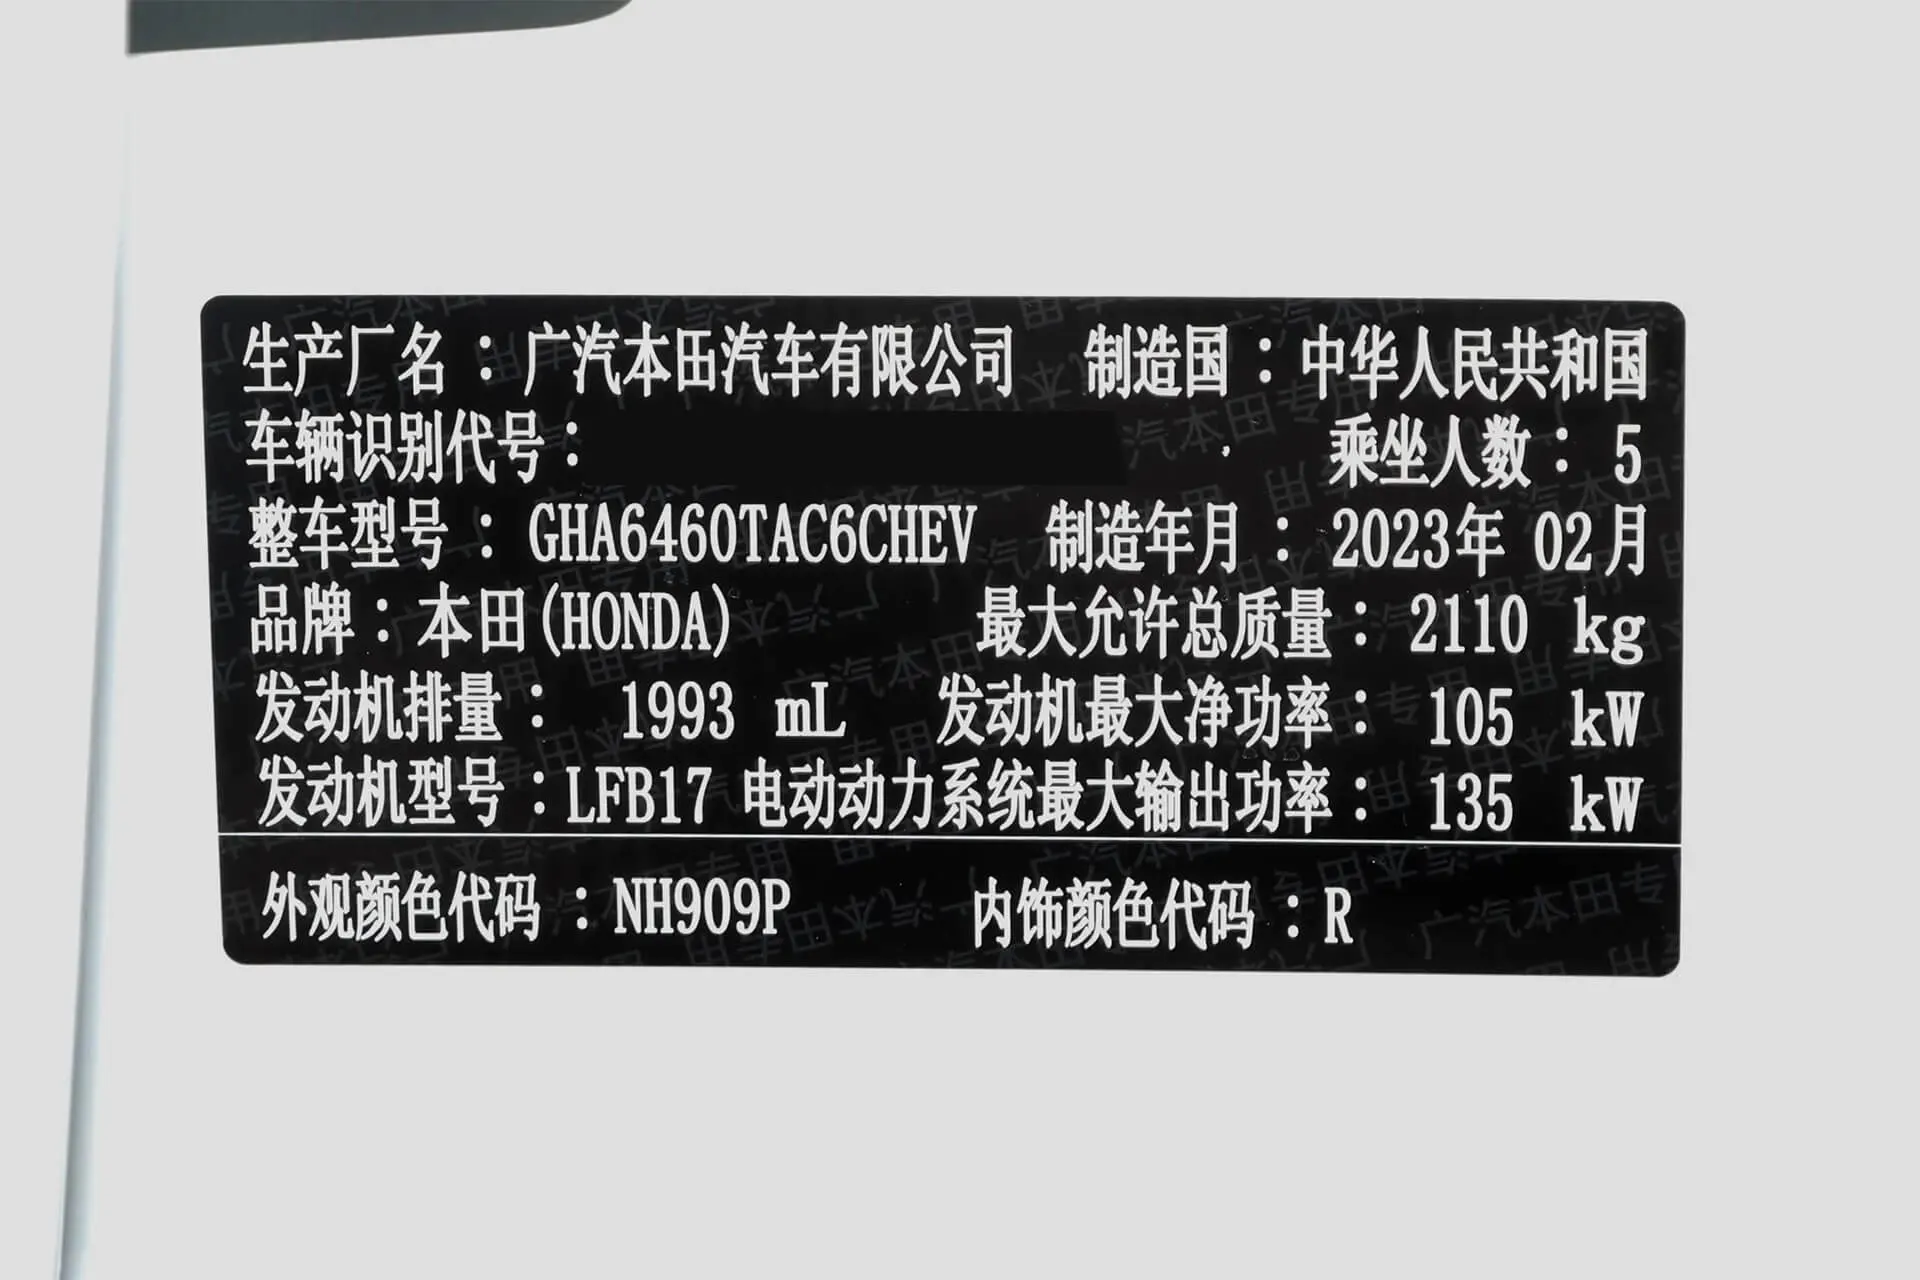 生产厂名：广汽本田汽车有限公司 制造国：中华人民共和国
车辆识别代号： 乘坐人数：5
整车型号：GHA6460TAC6CHEV 制造年月：2023年 02月
品牌：本田(HONDA) 最大允许总质量：2110 kg
发动机排量：1993 mL 发动机最大净功率：105 kW
发动机型号：LFB17 电动动力系统最大输出功率：135 kW
外观颜色代码：NH909P 内饰颜色代码：R